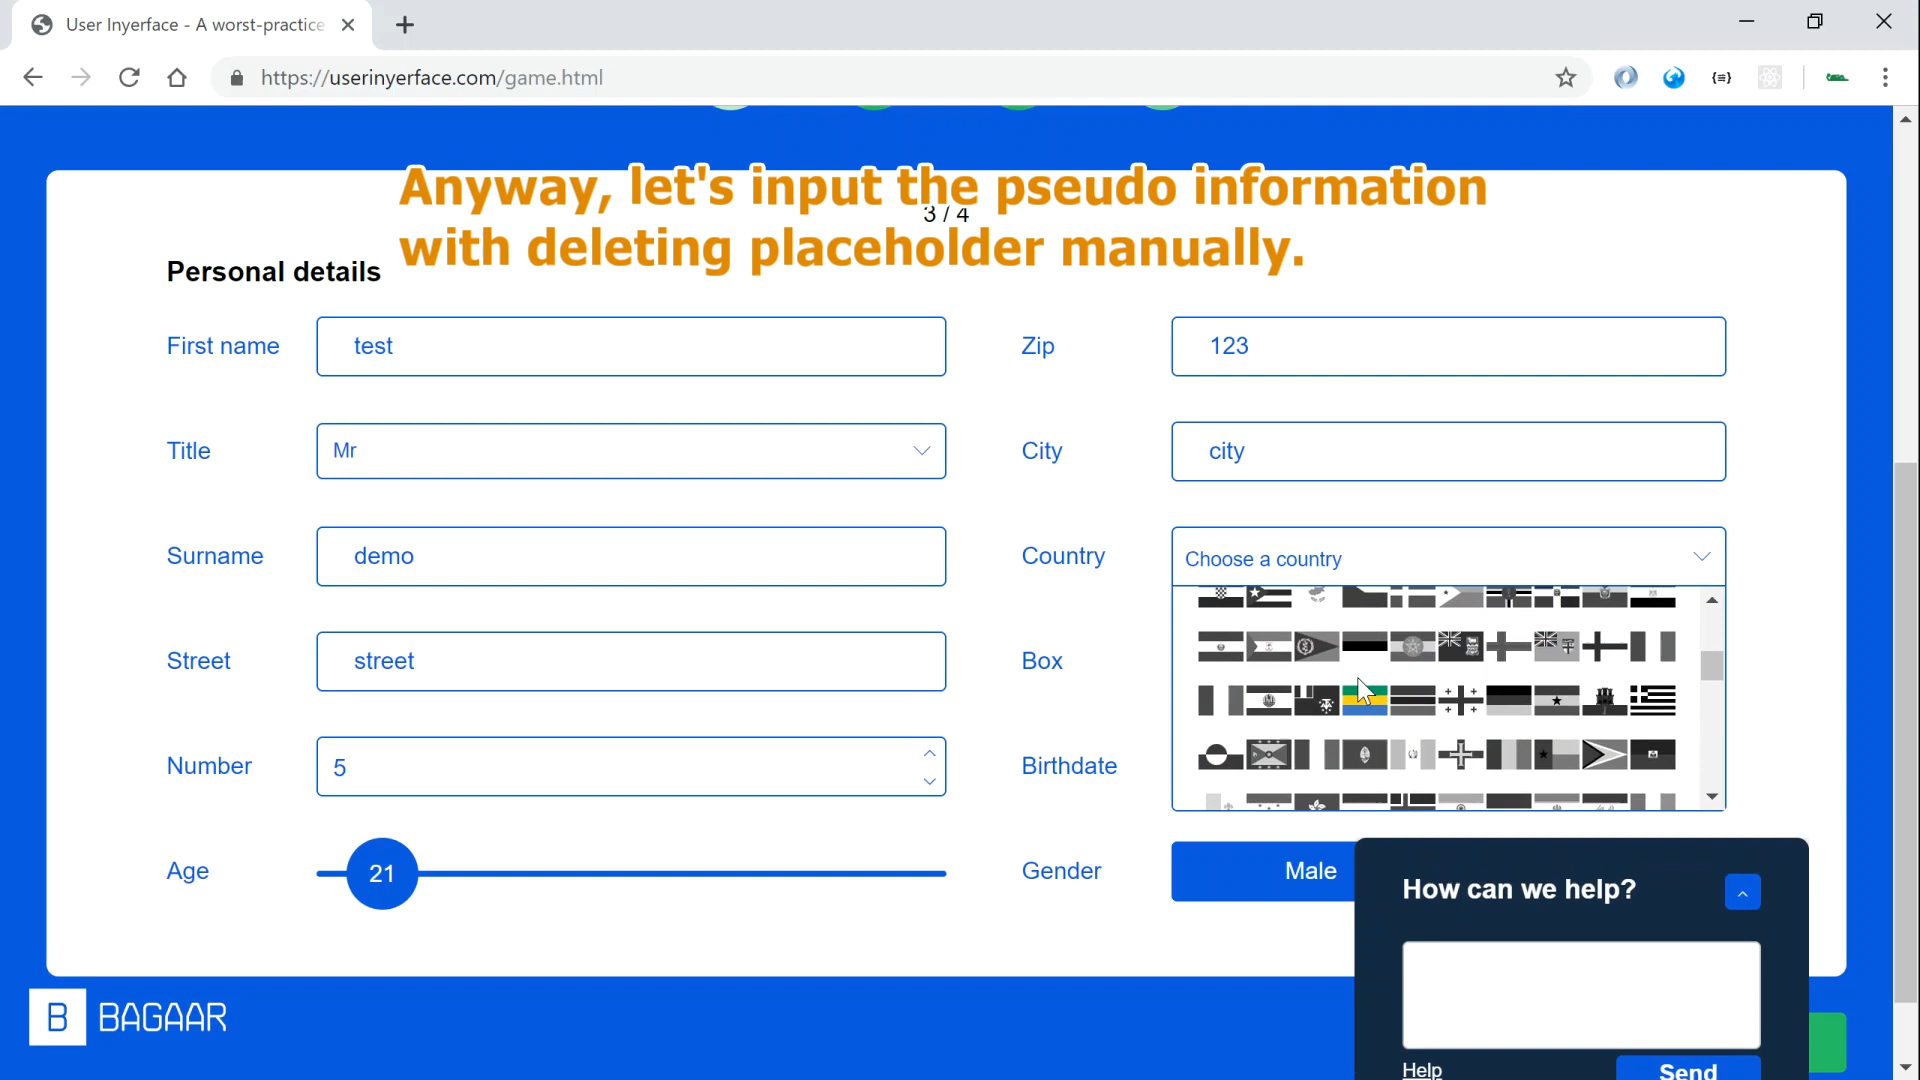 User Inyerface - A worst-practice
https://userinyerface.com/game.html
Anyway, let's input the pseudo information
with deleting placeholder manually.
3 / 4
Personal details
First name
test
Zip
123
Title
Mr
City
city
Surname
demo
Country
Choose a country
Street
street
Box
Number
5
Birthdate
Age
21
Gender
Male
How can we help?
B BAGAAR
Help
Send